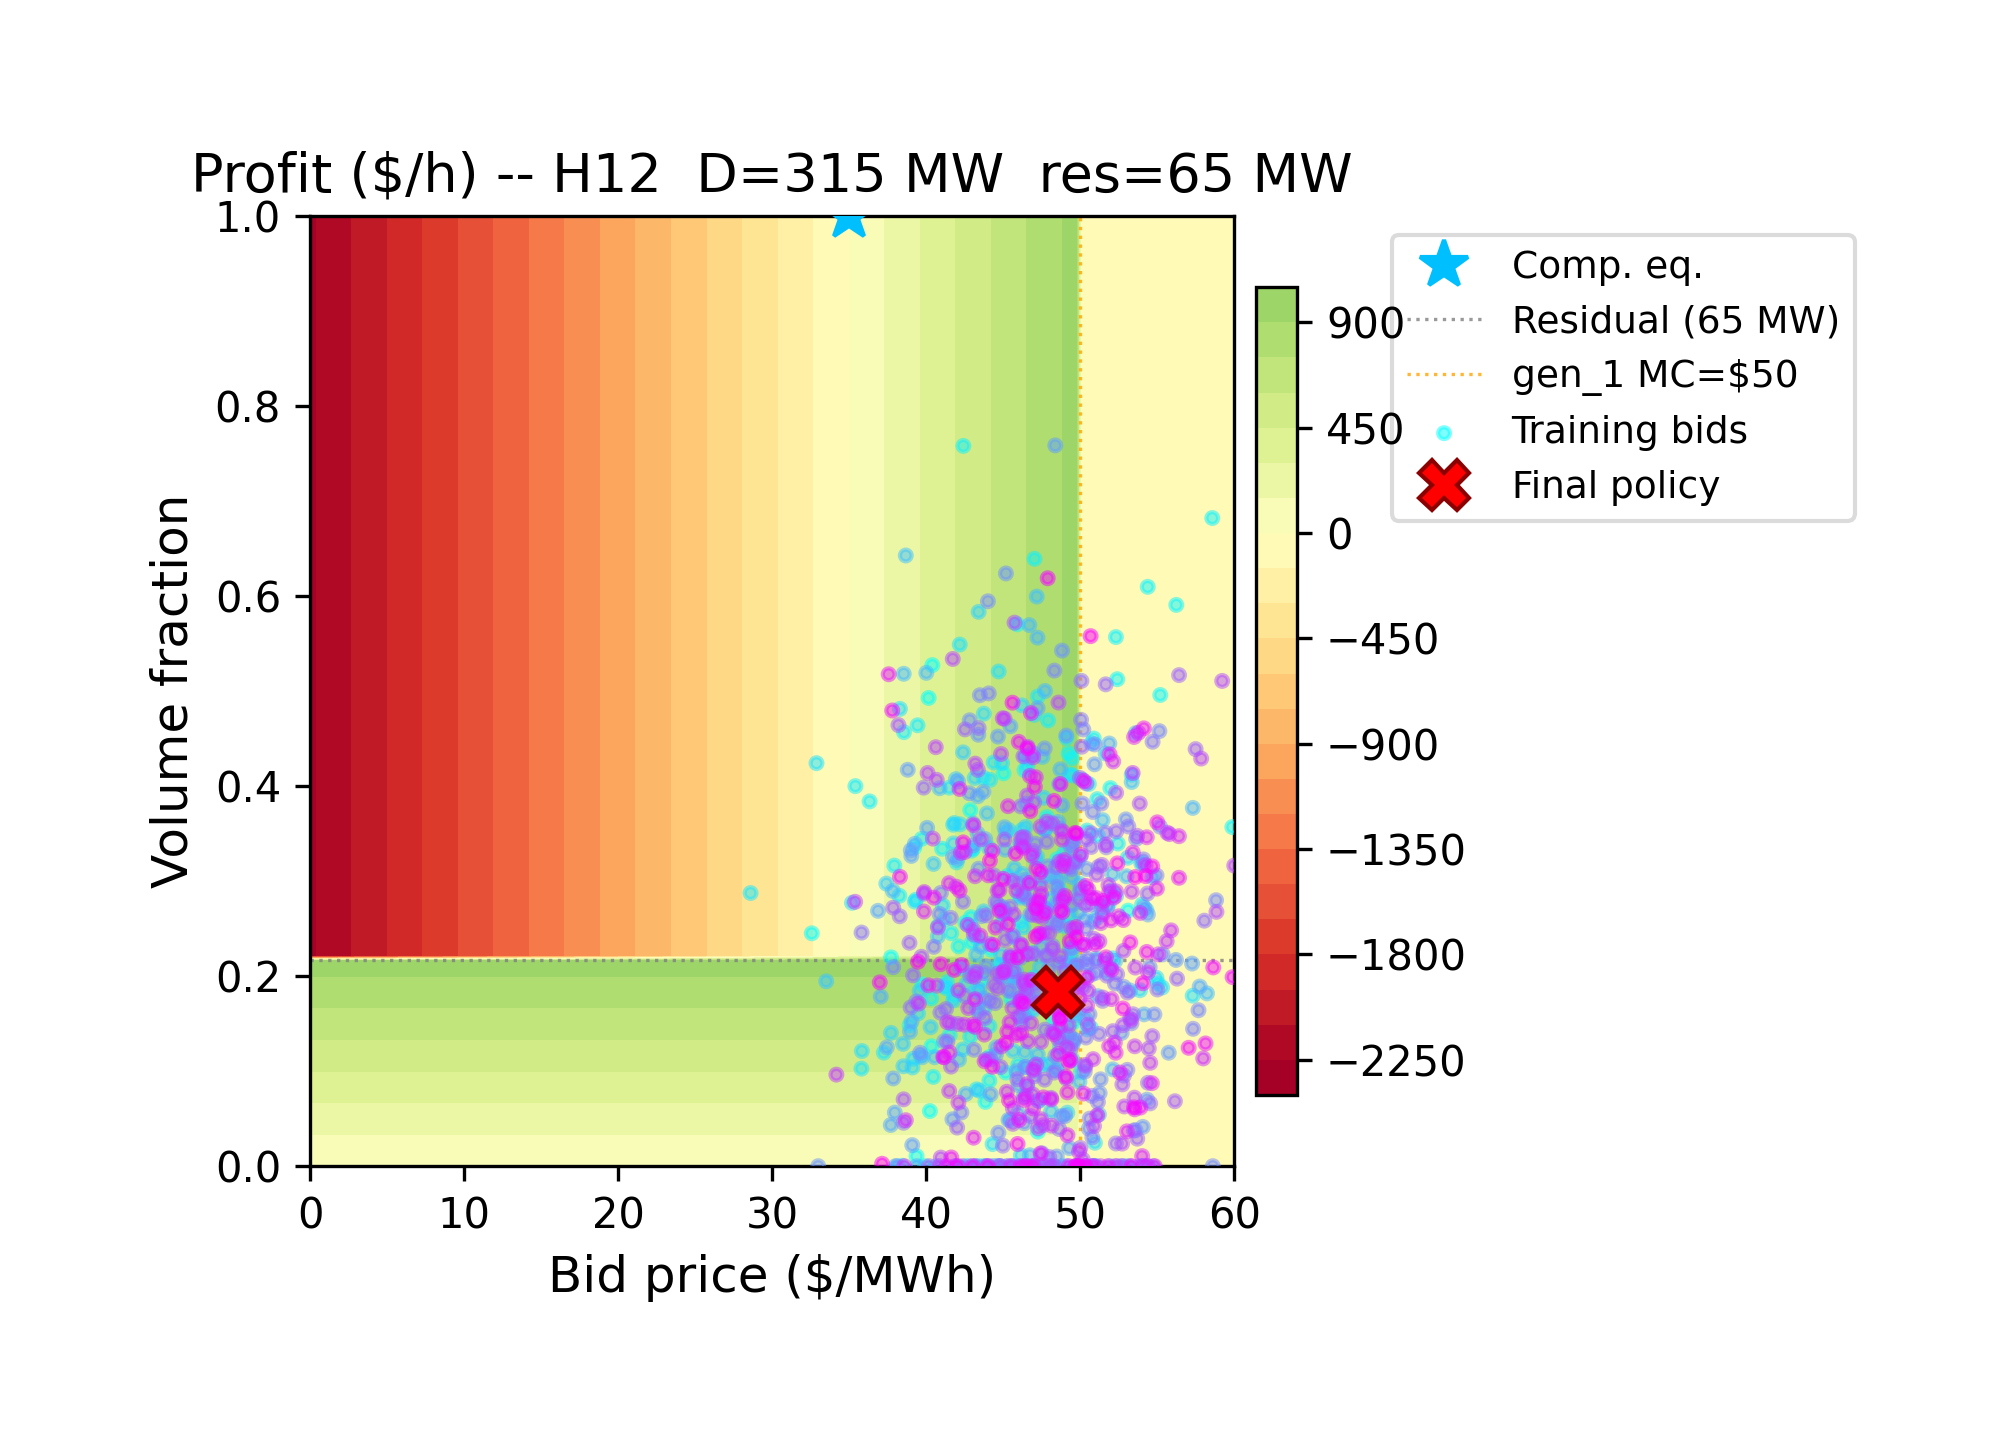 Profit ($/h) -- H12  D=315 MW  res=65 MW
1.0
0.8
0.6
0.4
0.2
0.0
Volume fraction
0
10
20
30
40
50
60
Bid price ($/MWh)
900
450
0
−450
−900
−1350
−1800
−2250
Comp. eq.
Residual (65 MW)
gen_1 MC=$50
Training bids
Final policy